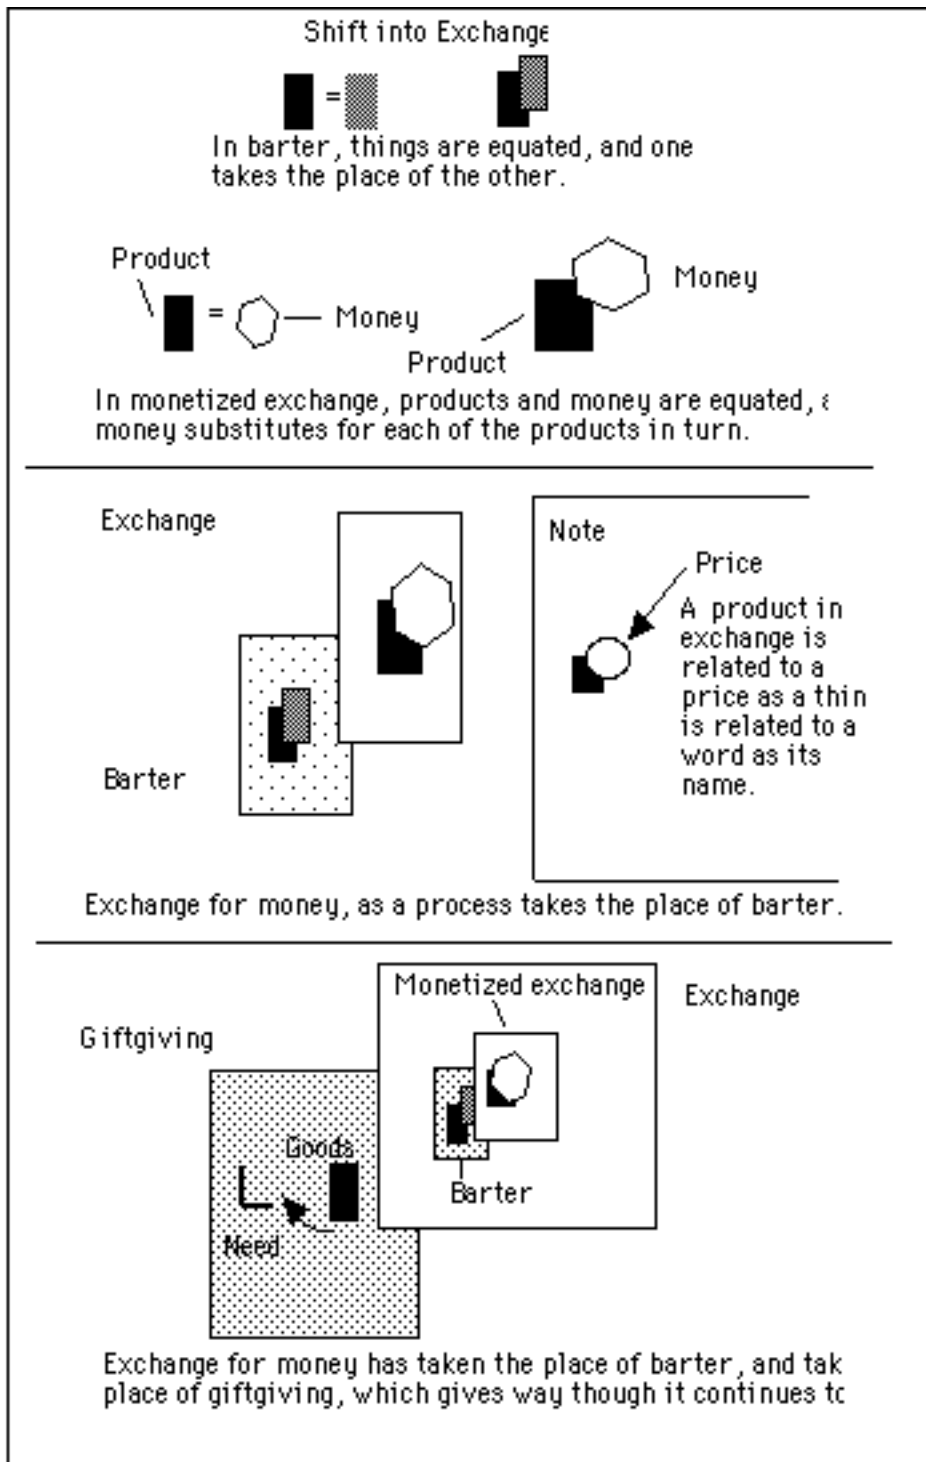 Shift into Exchange
=
In barter, things are equated, and one
takes the place of the other.
Product
=
Money
Money
Product
In monetized exchange, products and money are equated,
money substitutes for each of the products in turn.
Exchange
Barter
Note
Price
A product in
exchange is
related to a
price as a thin
is related to a
word as its
name.
Exchange for money, as a process takes the place of barter.
Monetized exchange
Exchange
Giftgiving
Goods
Need
Barter
Exchange for money has taken the place of barter, and tak
place of giftgiving, which gives way though it continues to